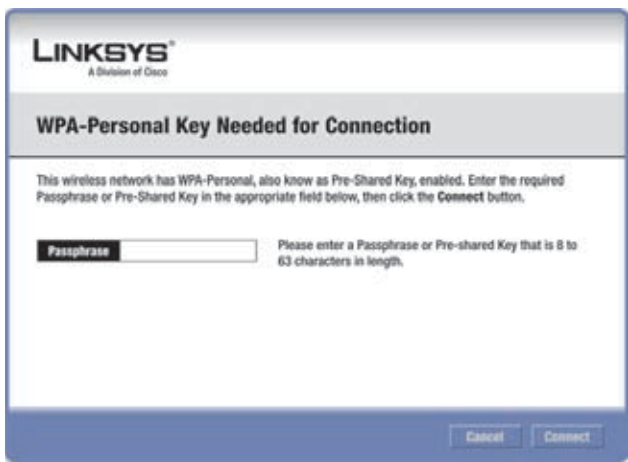 LINKSYS®
A Division of Cisco
WPA-Personal Key Needed for Connection
This wireless network has WPA-Personal, also know as Pre-Shared Key, enabled. Enter the required
Passphrase or Pre-Shared Key in the appropriate field below, then click the Connect button.
Passphrase
Please enter a Passphrase or Pre-shared Key that is 8 to
63 characters in length.
Cancel
Connect